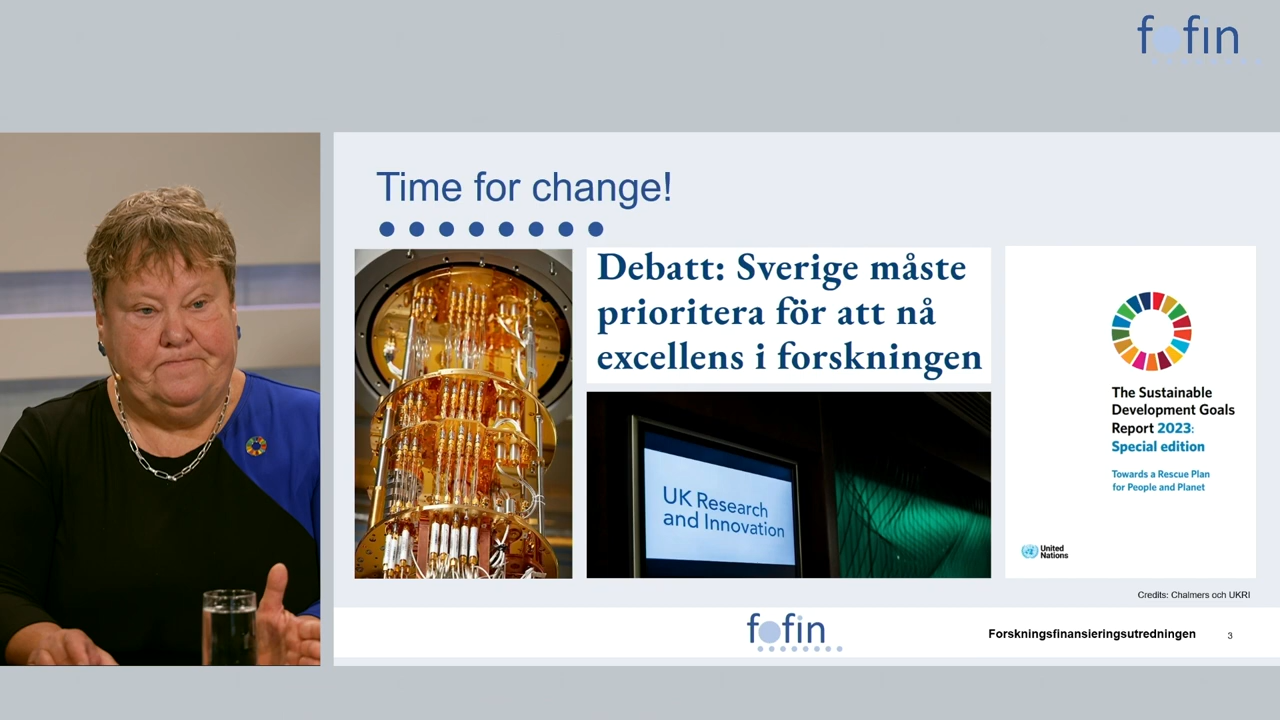 fofin
Time for change!
Debatt: Sverige måste
prioritera för att nå
excellens i forskningen
UK Research
and Innovation
The Sustainable
Development Goals
Report 2023:
Special edition
Towards a Rescue Plan
for People and Planet
United
Nations
Credits: Chalmers och UKRI
fofin
Forskningsfinansieringsutredningen
3